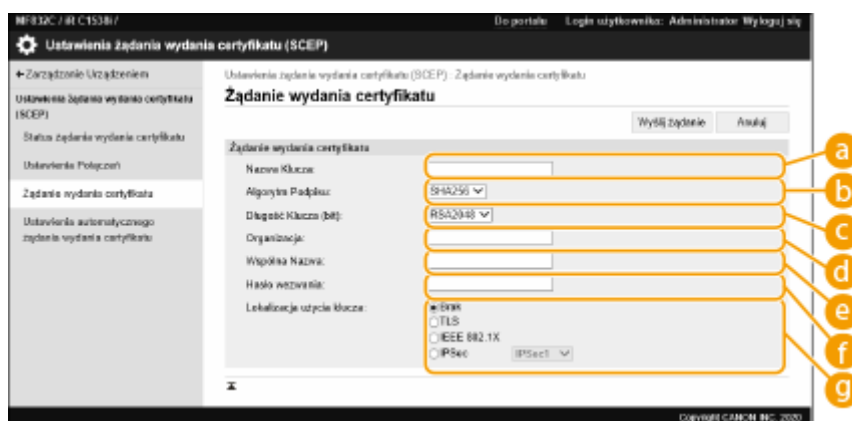 MF832C / iR C1538i /
Do portalu Login użytkownika: Administrator Wyloguj się
Ustawienia żądania wydania certyfikatu (SCEP)
Zarządzanie Urządzeniem
Ustawienia żądania wydania certyfikatu (SCEP) : Żądanie wydania certyfikatu
Ustawienia żądania wydania certyfikatu
(SCEP)
Żądanie wydania certyfikatu
Wyślij żądanie Anuluj
Status żądania wydania certyfikatu
Ustawienia Połączeń
Żądanie wydania certyfikatu
Ustawienia automatycznego
żądania wydania certyfikatu
Żądanie wydania certyfikatu
Nazwa Klucza: a
Algorytm Podpisu: SHA256 b
Długość Klucza (bit): RSA2048 c
Organizacja: d
Wspólna Nazwa: e
Hasło wezwania: f
Lokalizacja użycia klucza: Brak g
TLS
IEEE 802.1X
IPSec IPSec1
Copyright CANON INC. 2020